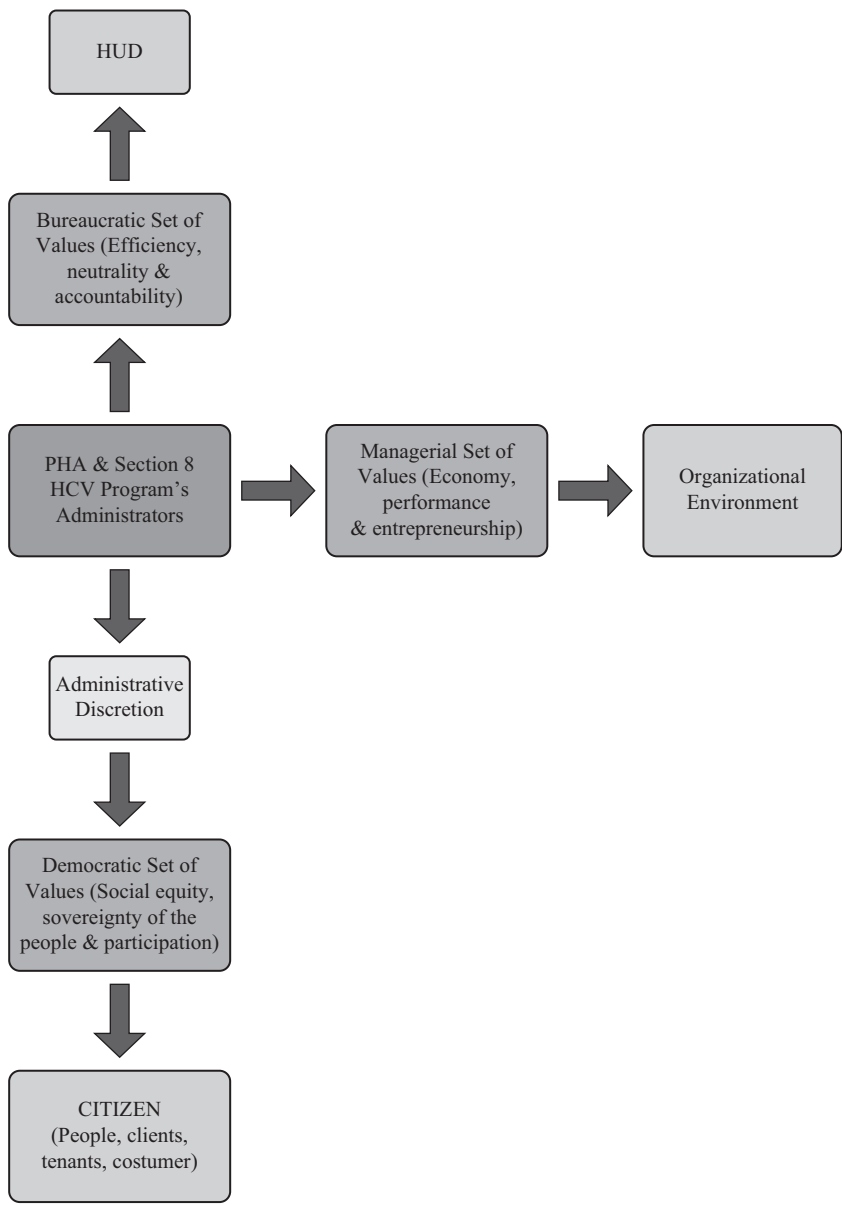 HUD
Bureaucratic Set of
Values (Efficiency,
neutrality &
accountability)
PHA & Section 8
HCV Program's
Administrators
Managerial Set of
Values (Economy,
performance
& entrepreneurship)
Organizational
Environment
Administrative
Discretion
Democratic Set of
Values (Social equity,
sovereignty of the
people & participation)
CITIZEN
(People, clients,
tenants, costumer)